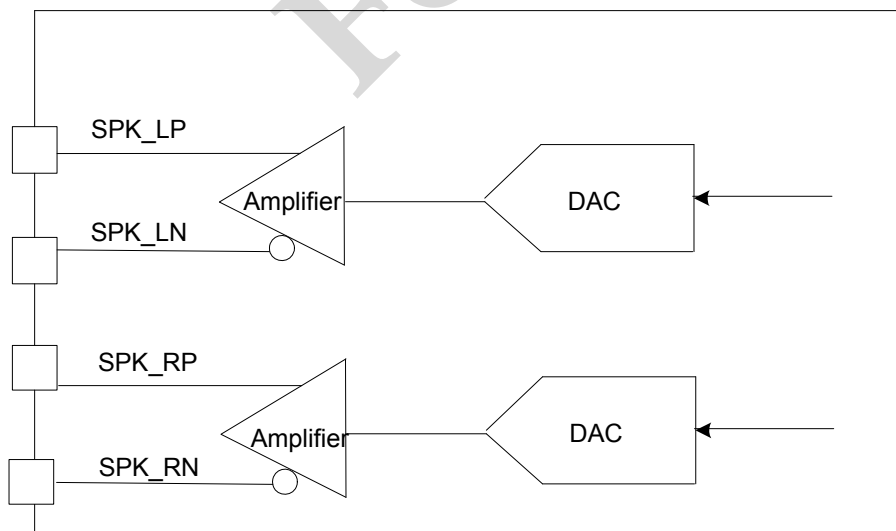 SPK_LP
Amplifier
DAC
SPK_LN
SPK_RP
Amplifier
DAC
SPK_RN